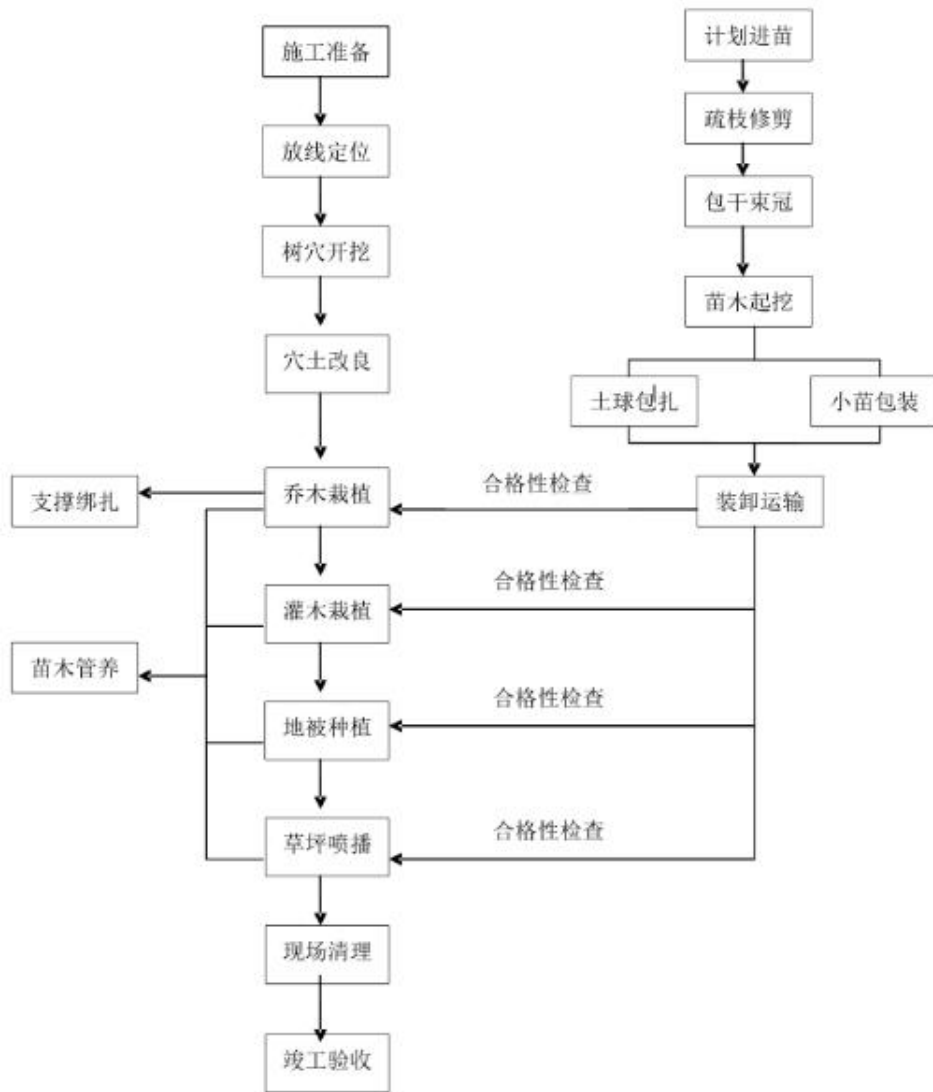 施工准备
计划进苗
疏枝修剪
放线定位
包干束冠
树穴开挖
苗木起挖
穴土改良
土球包扎
小苗包装
支撑绑扎
乔木栽植
合格性检查
装卸运输
灌木栽植
合格性检查
苗木管养
地被种植
合格性检查
草坪喷播
合格性检查
现场清理
竣工验收